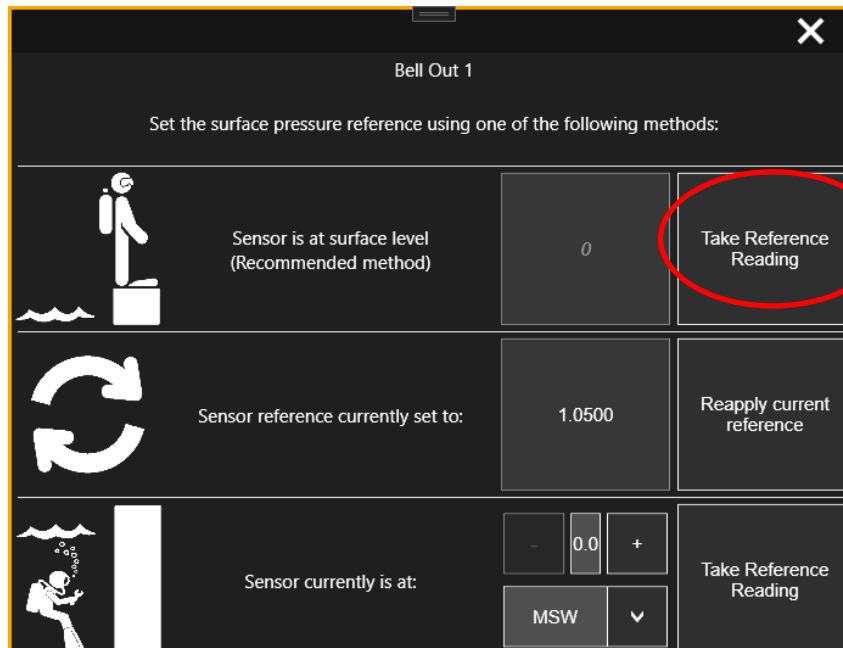 Bell Out 1
Set the surface pressure reference using one of the following methods:
Sensor is at surface level
(Recommended method)
0
Take Reference
Reading
Sensor reference currently set to:
1.0500
Reapply current
reference
Sensor currently is at:
-
0.0
+
MSW
Take Reference
Reading